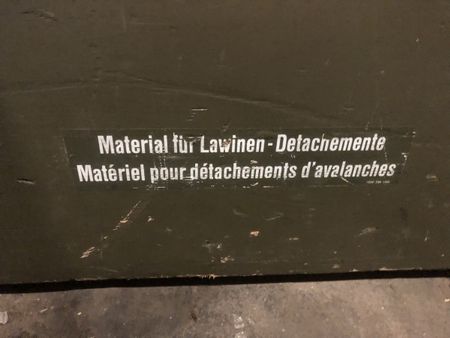 Material für Lawinen-Detachemente
Matériel pour détachements d'avalanches